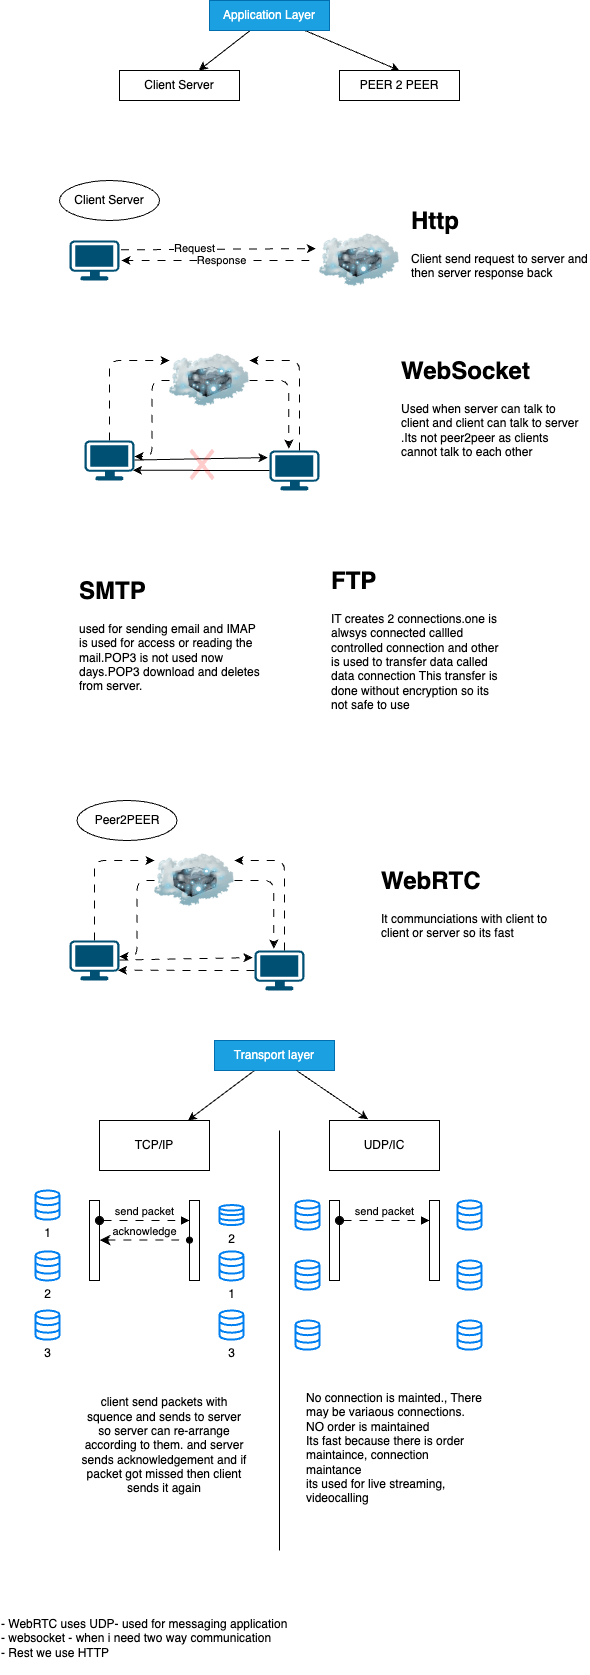 Application Layer
Client Server
PEER 2 PEER
Client Server
Http
Request
Response
Client send request to server and
then server response back
WebSocket
Used when server can talk to
client and client can talk to server
.Its not peer2peer as clients
cannot talk to each other
SMTP
used for sending email and IMAP
is used for access or reading the
mail.POP3 is not used now
days.POP3 download and deletes
from server.
FTP
IT creates 2 connections.one is
alwsys connected callled
controlled connection and other
is used to transfer data called
data connection This transfer is
done without encryption so its
not safe to use
Peer2PEER
WebRTC
It communciations with client to
client or server so its fast
Transport layer
TCP/IP
UDP/IC
send packet
acknowledge
1
2
3
2
1
3
send packet
client send packets with
squence and sends to server
so server can re-arrange
according to them. and server
sends acknowledgement and if
packet got missed then client
sends it again
No connection is mainted., There
may be variaous connections.
NO order is maintained
Its fast because there is order
maintaince, connection
maintance
its used for live streaming,
videocalling
- WebRTC uses UDP- used for messaging application
- websocket - when i need two way communication
- Rest we use HTTP